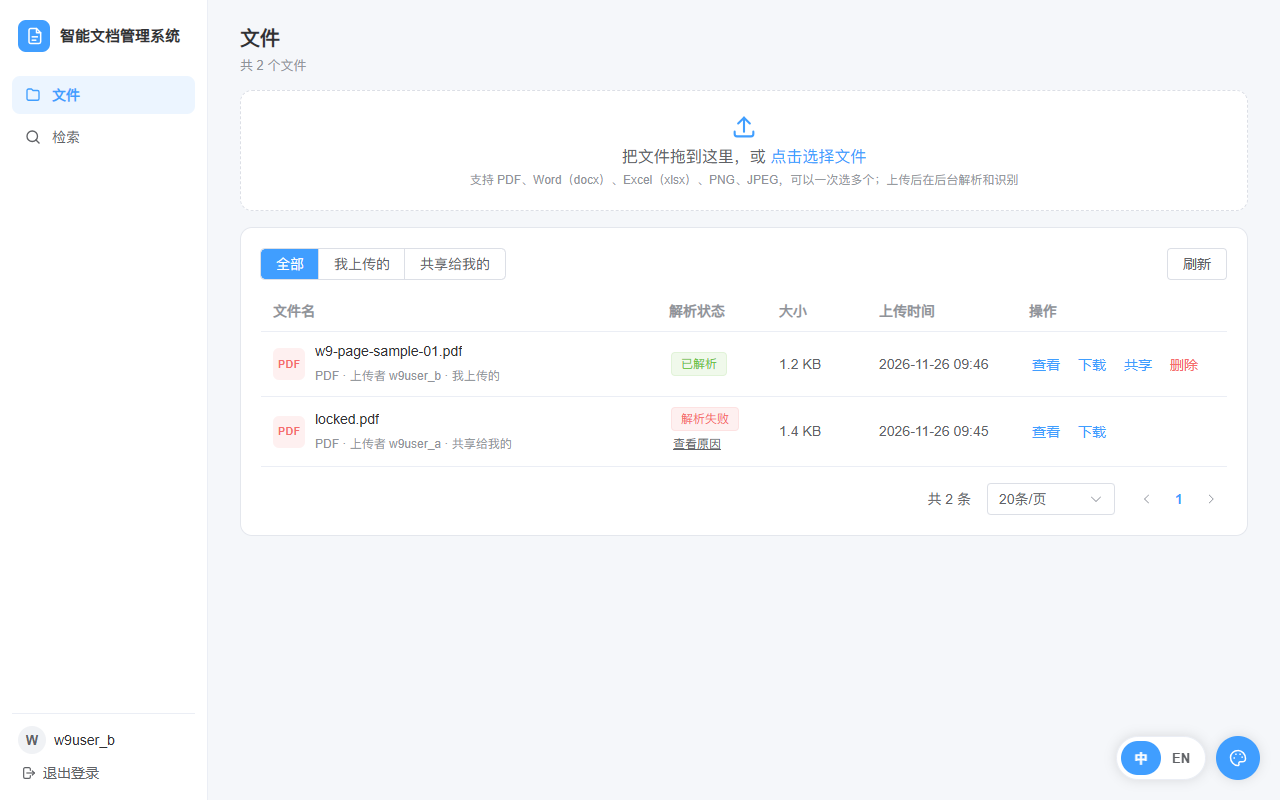 智能文档管理系统
文件
检索
文件
共 2 个文件
把文件拖到这里，或 点击选择文件
支持 PDF、Word（docx）、Excel（xlsx）、PNG、JPEG，可以一次选多个；上传后在后台解析和识别
全部 我上传的 共享给我的 刷新
文件名 解析状态 大小 上传时间 操作
PDF w9-page-sample-01.pdf 已解析 1.2 KB 2026-11-26 09:46 查看 下载 共享 删除
PDF · 上传者 w9user_b · 我上传的
PDF locked.pdf 解析失败 1.4 KB 2026-11-26 09:45 查看 下载
PDF · 上传者 w9user_a · 共享给我的 查看原因
共 2 条 20条/页 1
W w9user_b
退出登录
中 EN